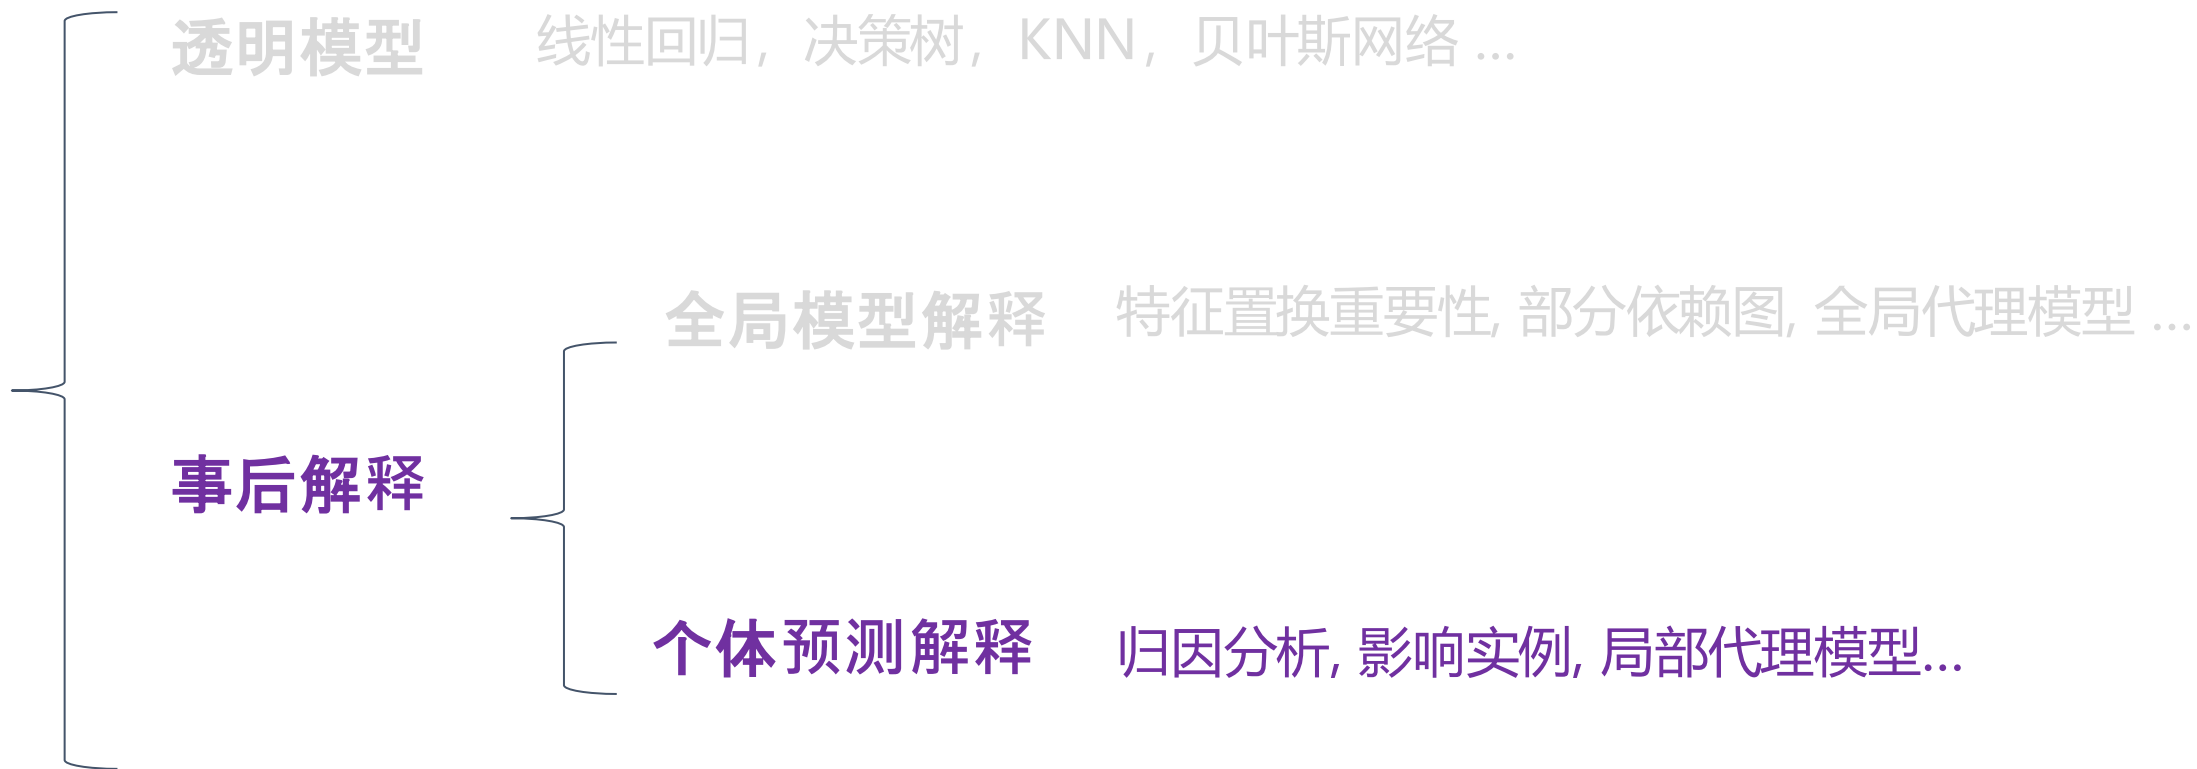 透明模型 线性回归，决策树，KNN，贝叶斯网络 ...
全局模型解释 特征置换重要性, 部分依赖图, 全局代理模型 ...
事后解释
个体预测解释 归因分析, 影响实例, 局部代理模型...